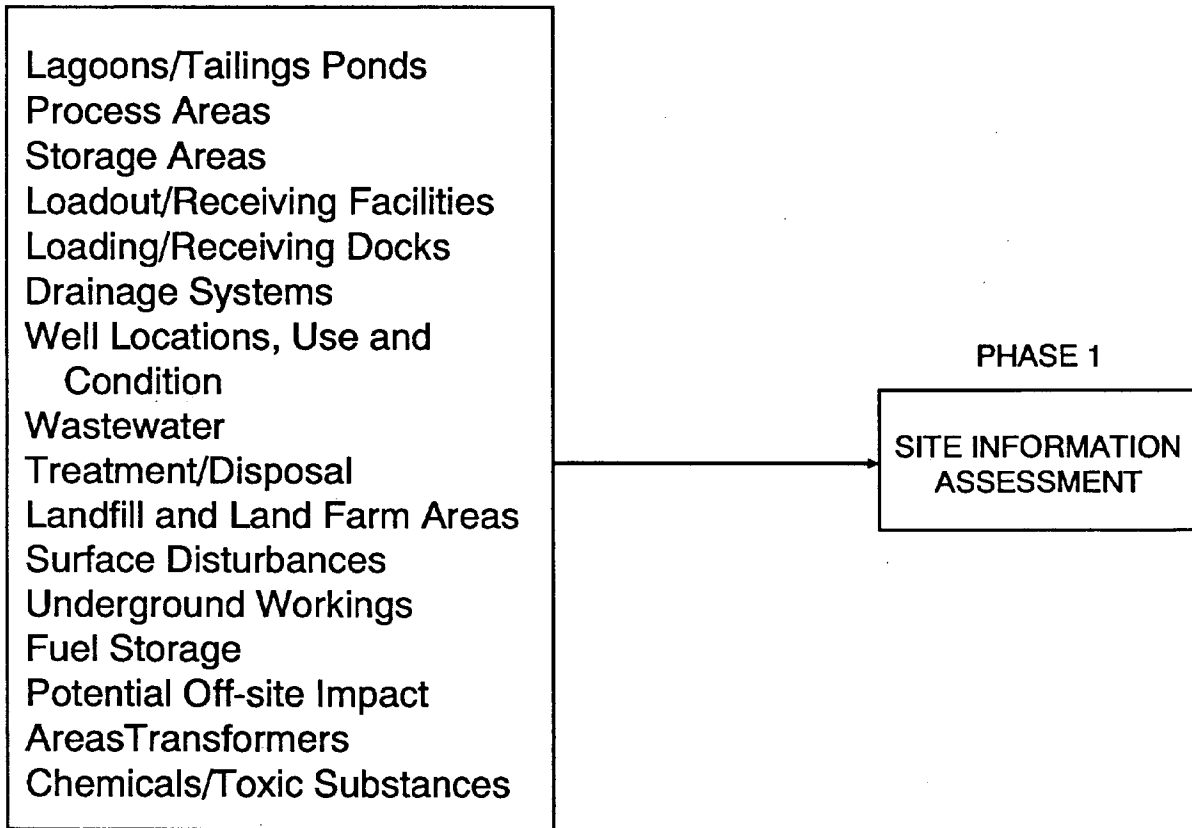 Lagoons/Tailings Ponds
Process Areas
Storage Areas
Loadout/Receiving Facilities
Loading/Receiving Docks
Drainage Systems
Well Locations, Use and
Condition
Wastewater
Treatment/Disposal
Landfill and Land Farm Areas
Surface Disturbances
Underground Workings
Fuel Storage
Potential Off-site Impact
AreasTransformers
Chemicals/Toxic Substances
PHASE 1
SITE INFORMATION
ASSESSMENT